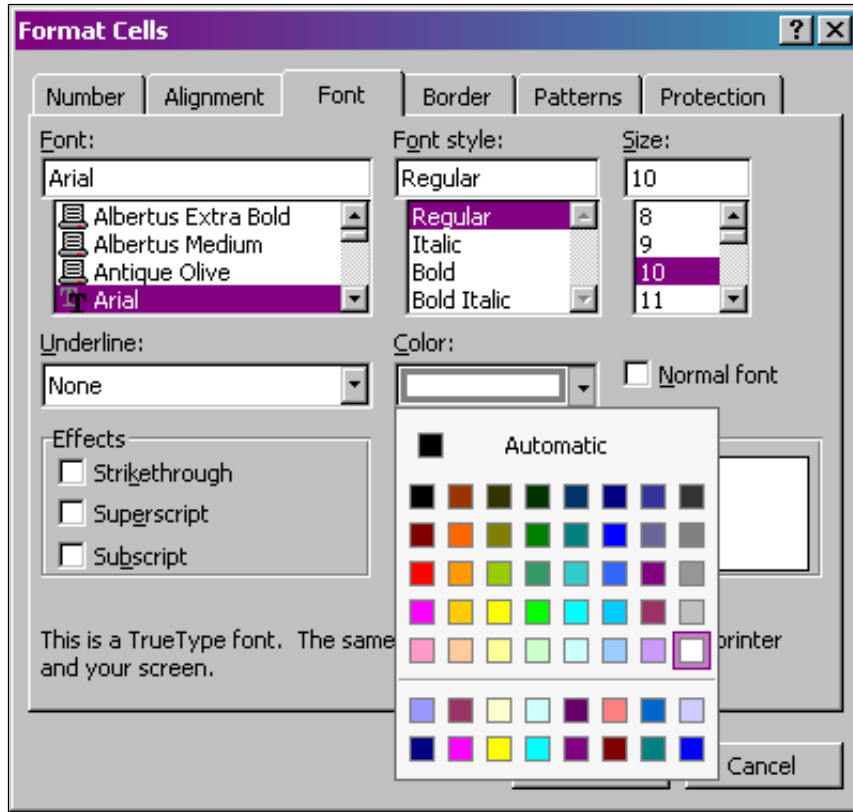 Format Cells
Number Alignment Font Border Patterns Protection
Font: Font style: Size:
Arial Regular 10
Albertus Extra Bold Regular 8
Albertus Medium Italic 9
Antique Olive Bold 10
Arial Bold Italic 11
Underline: Color:
None Normal font
Effects Automatic
Strikethrough
Superscript
Subscript
This is a TrueType font. The same printer
and your screen.
Cancel